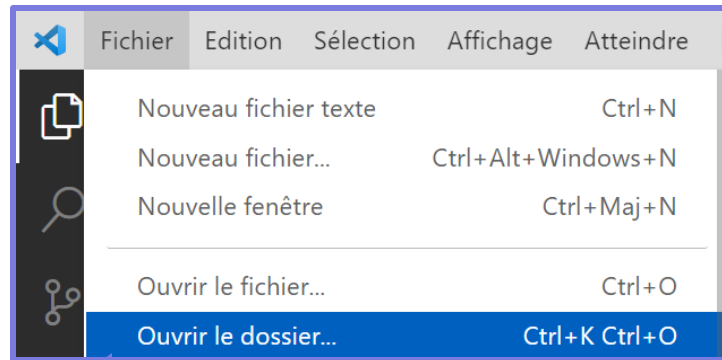 Fichier Edition Sélection Affichage Atteindre
Nouveau fichier texte Ctrl+N
Nouveau fichier... Ctrl+Alt+Windows+N
Nouvelle fenêtre Ctrl+Maj+N
Ouvrir le fichier... Ctrl+O
Ouvrir le dossier... Ctrl+K Ctrl+O